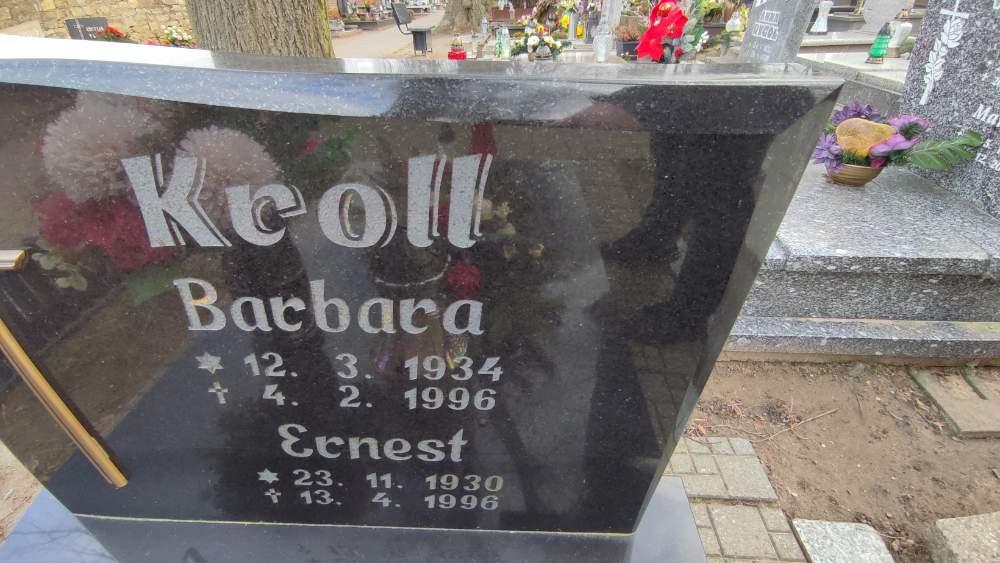 Kroll
Barbara
* 12. 3. 1934
† 4. 2. 1996
Ernest
* 23. 11. 1930
† 13. 4. 1996